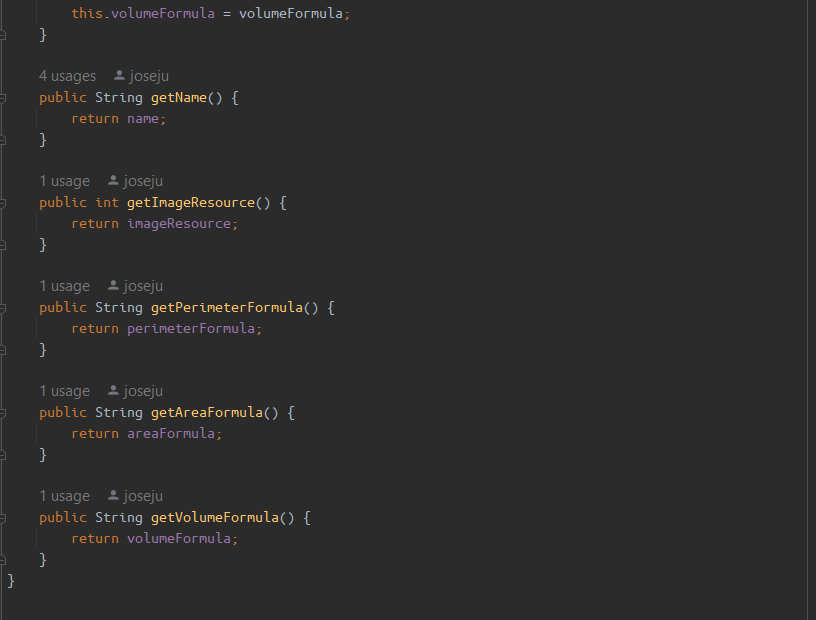 this.volumeFormula = volumeFormula;
}
4 usages joseju
public String getName() {
return name;
}
1 usage joseju
public int getImageResource() {
return imageResource;
}
1 usage joseju
public String getPerimeterFormula() {
return perimeterFormula;
}
1 usage joseju
public String getAreaFormula() {
return areaFormula;
}
1 usage joseju
public String getVolumeFormula() {
return volumeFormula;
}
}